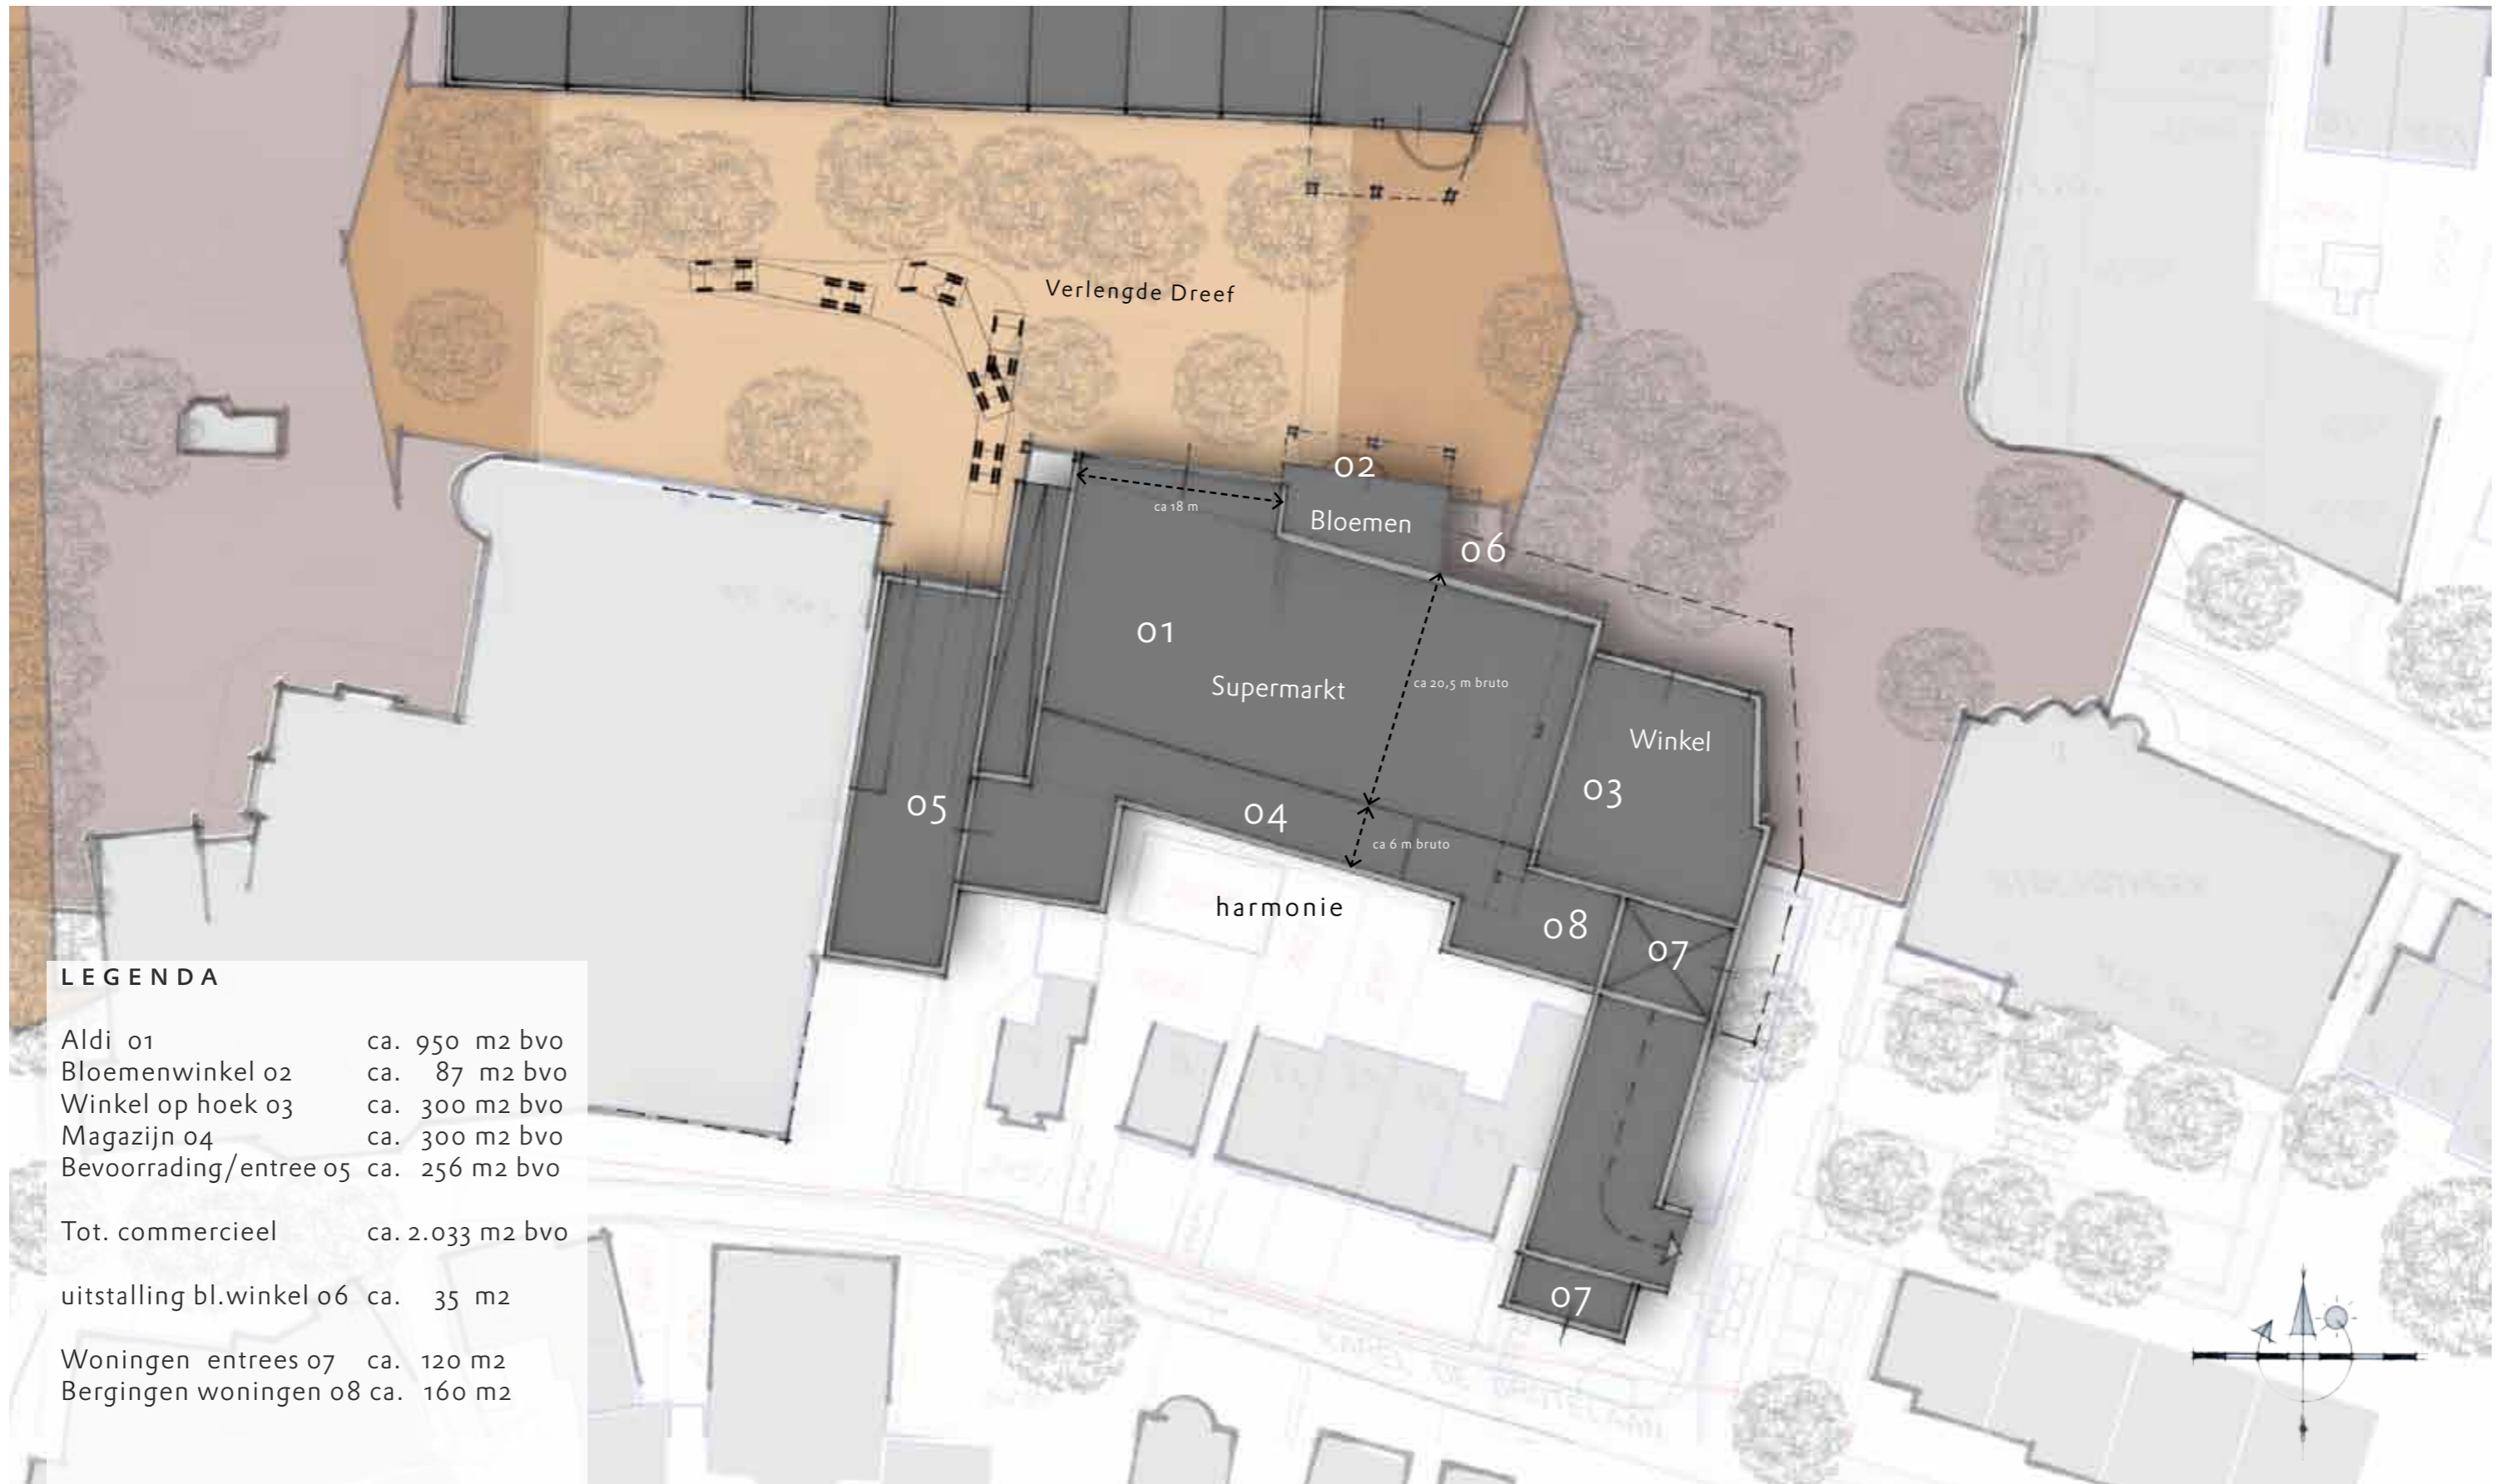 Verlengde Dreef
02
ca 18 m
Bloemen
06
01
Supermarkt
ca 20,5 m bruto
Winkel
03
05
04
ca 6 m bruto
harmonie
08
07
07
LEGENDA
Aldi 01 ca. 950 m2 bvo
Bloemenwinkel 02 ca. 87 m2 bvo
Winkel op hoek 03 ca. 300 m2 bvo
Magazijn 04 ca. 300 m2 bvo
Bevoorrading/entree 05 ca. 256 m2 bvo
Tot. commercieel ca. 2.033 m2 bvo
uitstalling bl.winkel 06 ca. 35 m2
Woningen entrees 07 ca. 120 m2
Bergingen woningen 08 ca. 160 m2